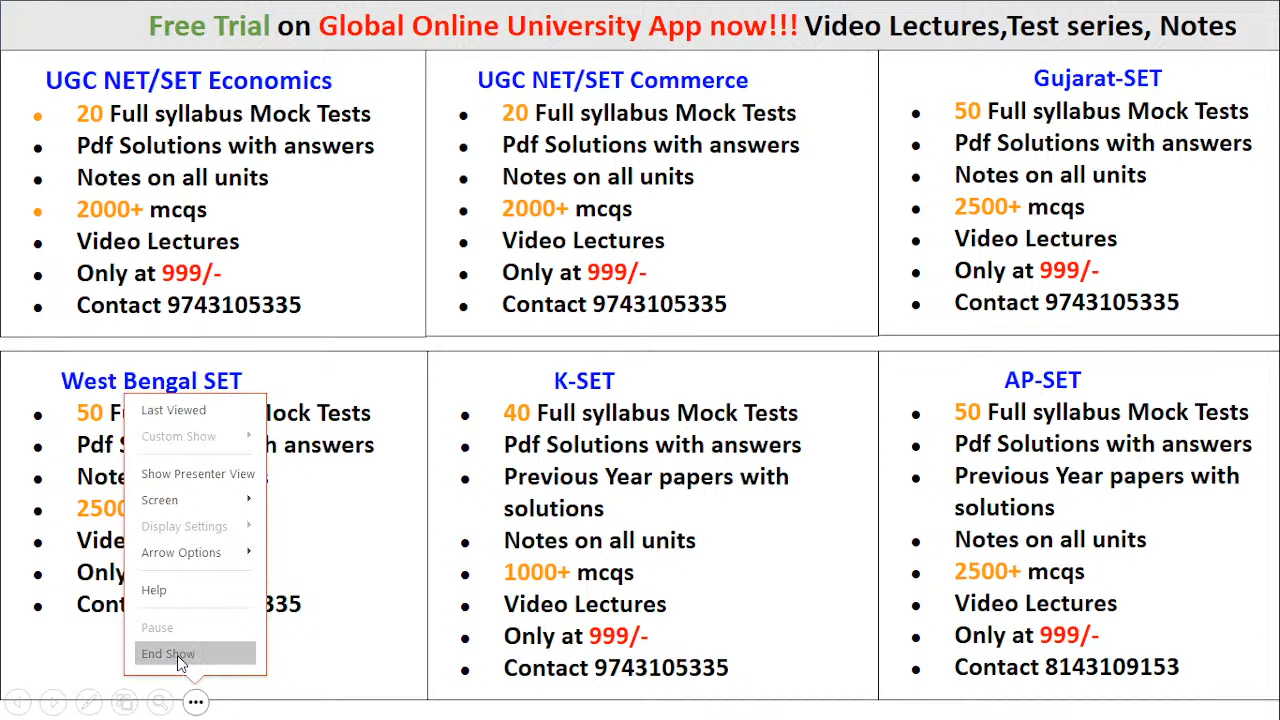 Free Trial on Global Online University App now!!! Video Lectures,Test series, Notes
UGC NET/SET Economics
20 Full syllabus Mock Tests
Pdf Solutions with answers
Notes on all units
2000+ mcqs
Video Lectures
Only at 999/-
Contact 9743105335
UGC NET/SET Commerce
20 Full syllabus Mock Tests
Pdf Solutions with answers
Notes on all units
2000+ mcqs
Video Lectures
Only at 999/-
Contact 9743105335
Gujarat-SET
50 Full syllabus Mock Tests
Pdf Solutions with answers
Notes on all units
2500+ mcqs
Video Lectures
Only at 999/-
Contact 9743105335
West Bengal SET
50 Mock Tests
Pdf answers
2500
Only
335
Last Viewed
Custom Show
Show Presenter View
Screen
Display Settings
Arrow Options
Help
Pause
End Show
K-SET
40 Full syllabus Mock Tests
Pdf Solutions with answers
Previous Year papers with
solutions
Notes on all units
1000+ mcqs
Video Lectures
Only at 999/-
Contact 9743105335
AP-SET
50 Full syllabus Mock Tests
Pdf Solutions with answers
Previous Year papers with
solutions
Notes on all units
2500+ mcqs
Video Lectures
Only at 999/-
Contact 8143109153